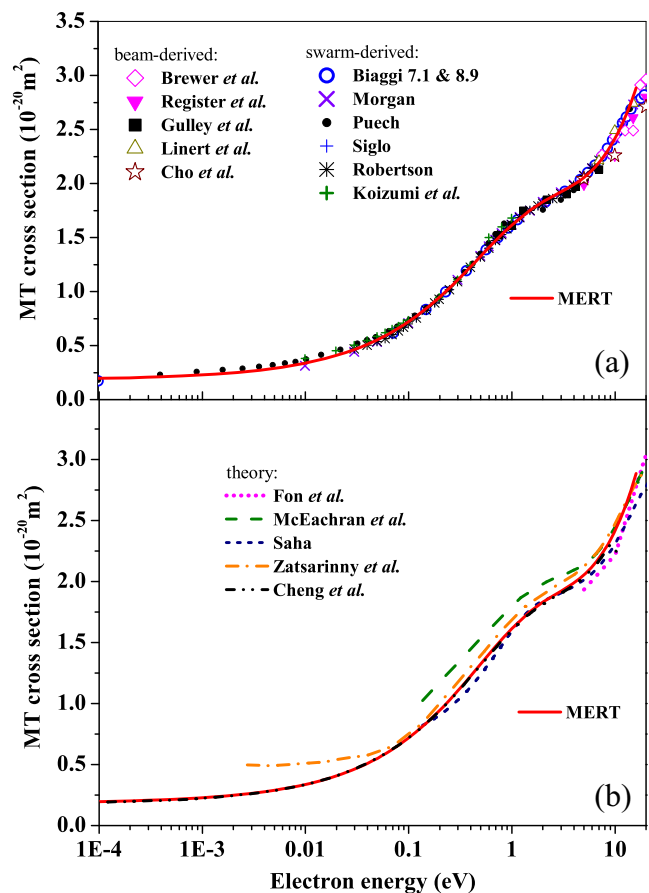 (a)
beam-derived:
Brewer et al.
Register et al.
Gulley et al.
Linert et al.
Cho et al.
swarm-derived:
Biaggi 7.1 & 8.9
Morgan
Puech
Siglo
Robertson
Koizumi et al.
MERT
MT cross section (10⁻²⁰m²)
3.5
3.0
2.5
2.0
1.5
1.0
0.5
0.0
(b)
theory:
Fon et al.
McEachran et al.
Saha
Zatsarinny et al.
Cheng et al.
MERT
MT cross section (10⁻²⁰m²)
3.0
2.5
2.0
1.5
1.0
0.5
0.0
1E-4
1E-3
0.01
0.1
1
10
Electron energy (eV)